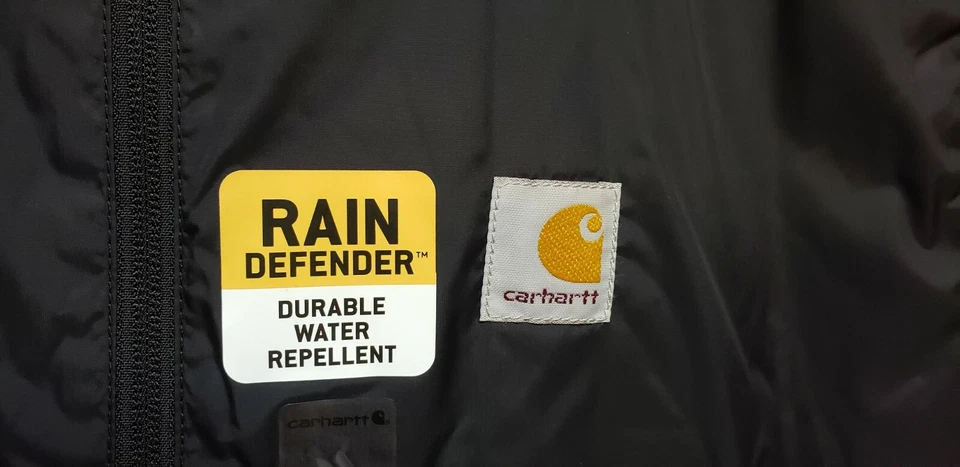 RAIN
DEFENDER™
DURABLE
WATER
REPELLENT
carhartt
carhartt